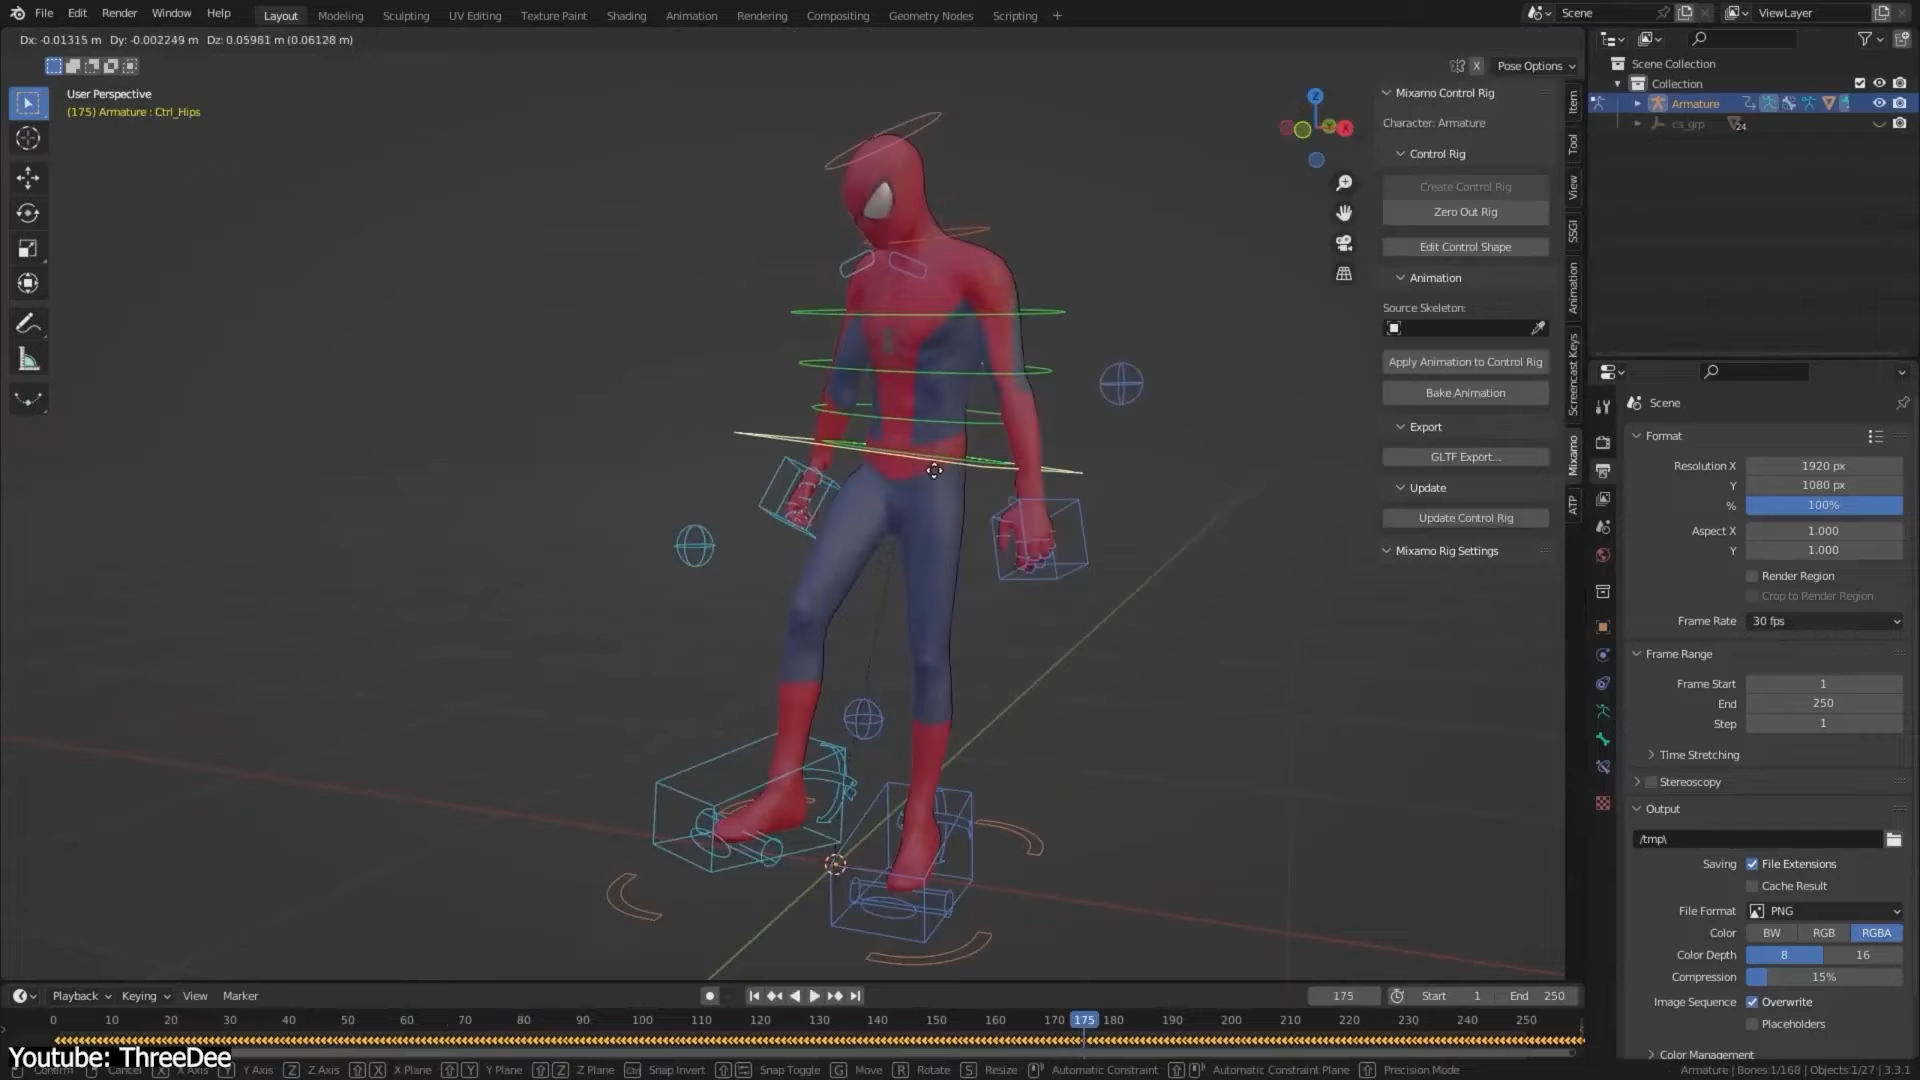 File Edit Render Window Help Layout Modeling Sculpting UV Editing Texture Paint Shading Animation Rendering Compositing Geometry Nodes Scripting + Scene ViewLayer
Dx: -0.01315 m Dy: -0.002249 m Dz: 0.05981 m (0.06128 m)
X Pose Options
User Perspective
(175) Armature : Ctrl_Hips
Z
X
Y
Mixamo Control Rig
Character: Armature
Control Rig
Create Control Rig
Zero Out Rig
Edit Control Shape
Animation
Source Skeleton:
Apply Animation to Control Rig
Bake Animation
Export
GLTF Export...
Update
Update Control Rig
Mixamo Rig Settings
Item
Tool
View
SSGI
Animation
Screencast Keys
Mixamo
ATP
Scene Collection
Collection
Armature
cs_grp 24
Scene
Format
Resolution X 1920 px
Y 1080 px
% 100%
Aspect X 1.000
Y 1.000
Render Region
Crop to Render Region
Frame Rate 30 fps
Frame Range
Frame Start 1
End 250
Step 1
Time Stretching
Stereoscopy
Output
/tmp\
Saving File Extensions
Cache Result
File Format PNG
Color BW RGB RGBA
Color Depth 8 16
Compression 15%
Image Sequence Overwrite
Placeholders
Color Management
Playback Keying View Marker 175 Start 1 End 250
0 10 20 30 40 50 60 70 80 90 100 110 120 130 140 150 160 170 175 180 190 200 210 220 230 240 250
Youtube: ThreeDee
Confirm Cancel X X Axis Y Y Axis Z Z Axis X X Plane Y Y Plane Z Z Plane Ctrl Snap Invert Snap Toggle G Move R Rotate S Resize Automatic Constraint Automatic Constraint Plane Precision Mode Armature | Bones:1/168 | Objects:1/27 | 3.3.1